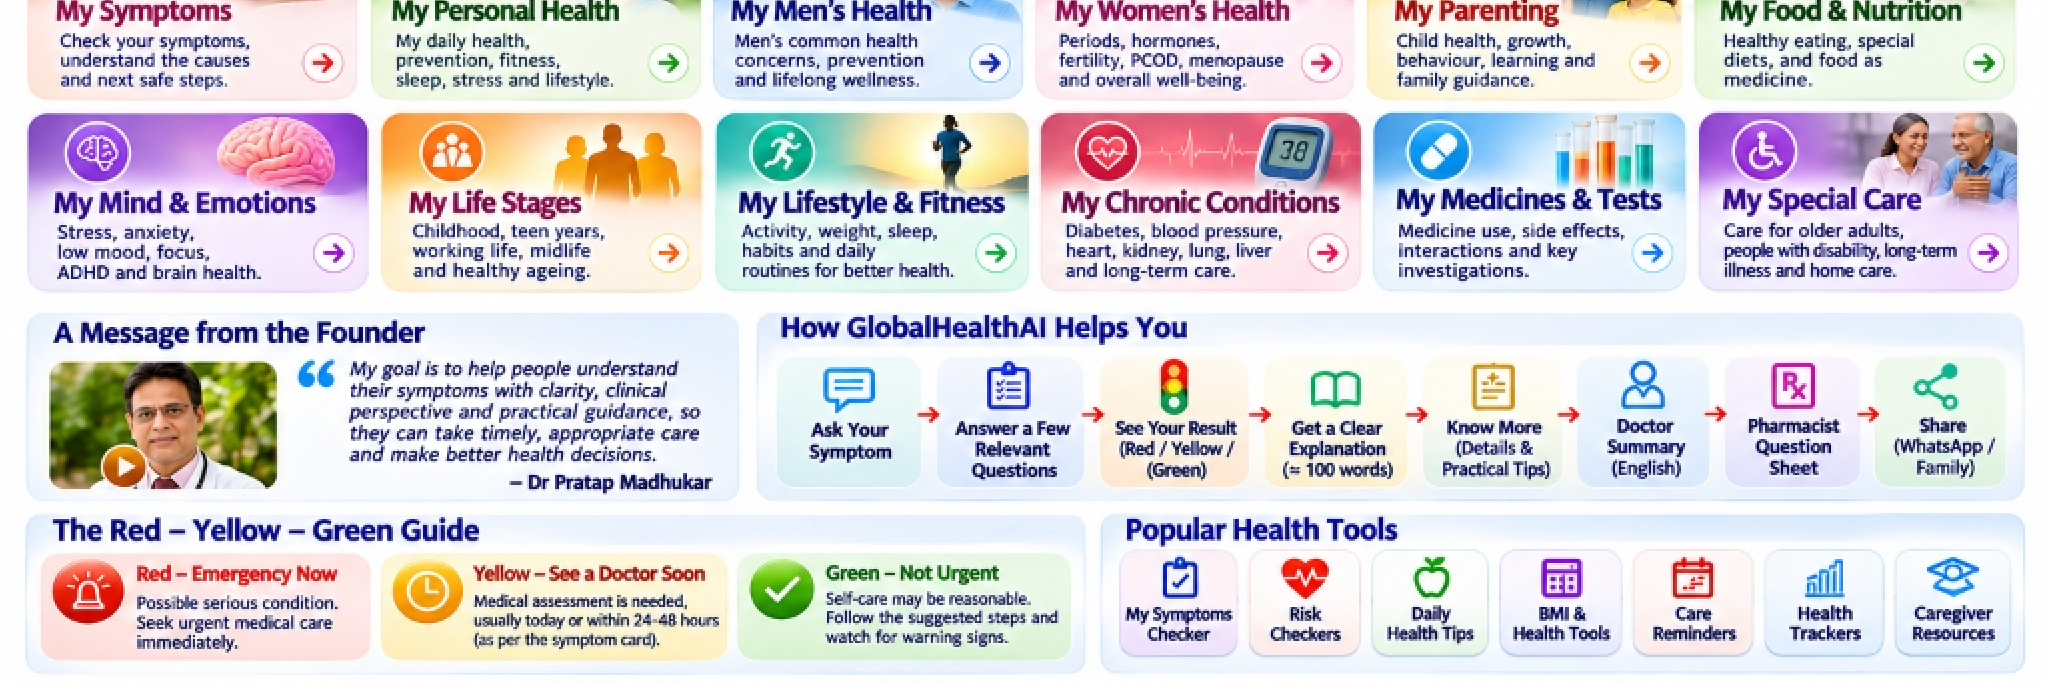 My Symptoms
Check your symptoms,
understand the causes
and next safe steps.
My Personal Health
My daily health,
prevention, fitness,
sleep, stress and lifestyle.
My Men's Health
Men's common health
concerns, prevention
and lifelong wellness.
My Women's Health
Periods, hormones,
fertility, PCOD, menopause
and overall well-being.
My Parenting
Child health, growth,
behaviour, learning and
family guidance.
My Food & Nutrition
Healthy eating, special
diets, and food as
medicine.
My Mind & Emotions
Stress, anxiety,
low mood, focus,
ADHD and brain health.
My Life Stages
Childhood, teen years,
working life, midlife
and healthy ageing.
My Lifestyle & Fitness
Activity, weight, sleep,
habits and daily
routines for better health.
38
My Chronic Conditions
Diabetes, blood pressure,
heart, kidney, lung, liver
and long-term care.
My Medicines & Tests
Medicine use, side effects,
interactions and key
investigations.
My Special Care
Care for older adults,
people with disability, long-term
illness and home care.
A Message from the Founder
“ My goal is to help people understand
their symptoms with clarity, clinical
perspective and practical guidance, so
they can take timely, appropriate care
and make better health decisions.
– Dr Pratap Madhukar
How GlobalHealthAI Helps You
Ask Your
Symptom
Answer a Few
Relevant
Questions
See Your Result
(Red / Yellow /
(Green)
Get a Clear
Explanation
(≈ 100 words)
Know More
(Details &
Practical Tips)
Doctor
Summary
(English)
Rx
Pharmacist
Question
Sheet
Share
(WhatsApp /
Family)
The Red – Yellow – Green Guide
Red – Emergency Now
Possible serious condition.
Seek urgent medical care
immediately.
Yellow – See a Doctor Soon
Medical assessment is needed,
usually today or within 24-48 hours
(as per the symptom card).
Green – Not Urgent
Self-care may be reasonable.
Follow the suggested steps and
watch for warning signs.
Popular Health Tools
My Symptoms
Checker
Risk
Checkers
Daily
Health Tips
BMI &
Health Tools
Care
Reminders
Health
Trackers
Caregiver
Resources